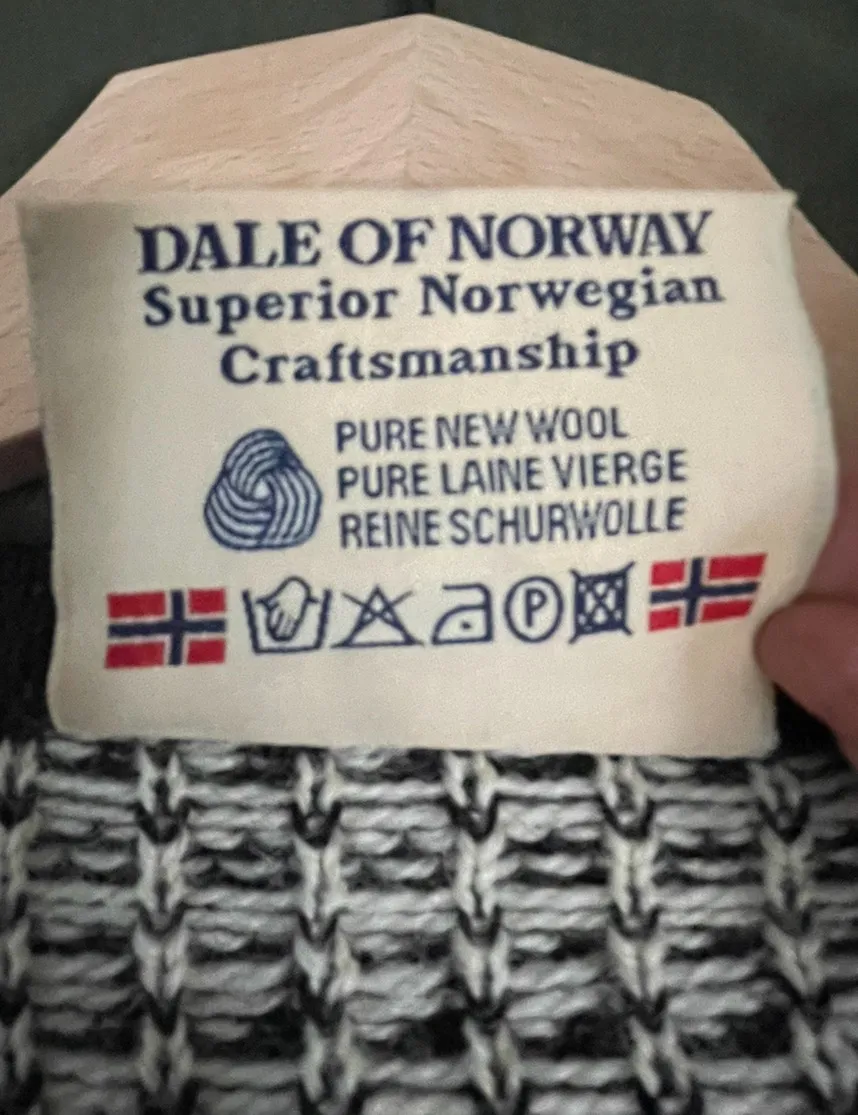 DALE OF NORWAY
Superior Norwegian
Craftsmanship
PURE NEW WOOL
PURE LAINE VIERGE
REINE SCHURWOLLE
P